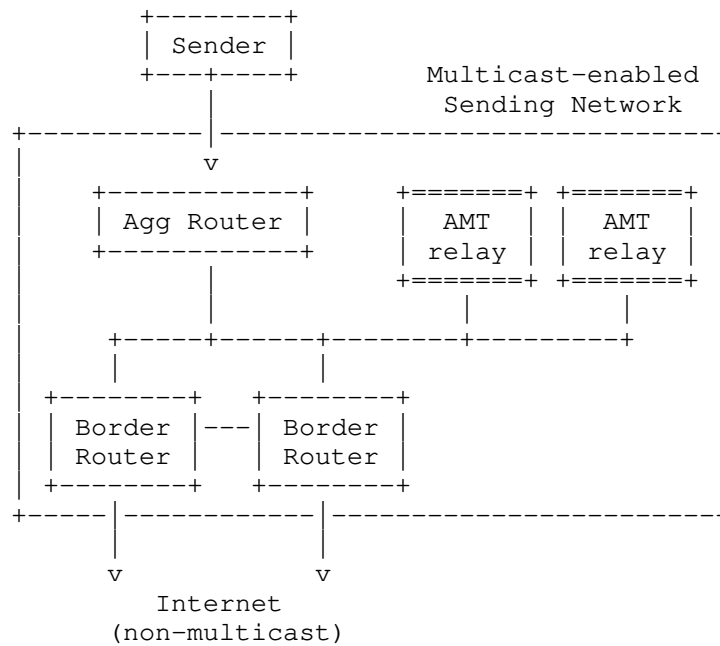 Sender
Multicast-enabled
Sending Network
v
Agg Router
AMT
relay
AMT
relay
Border
Router
Border
Router
v
v
Internet
(non-multicast)